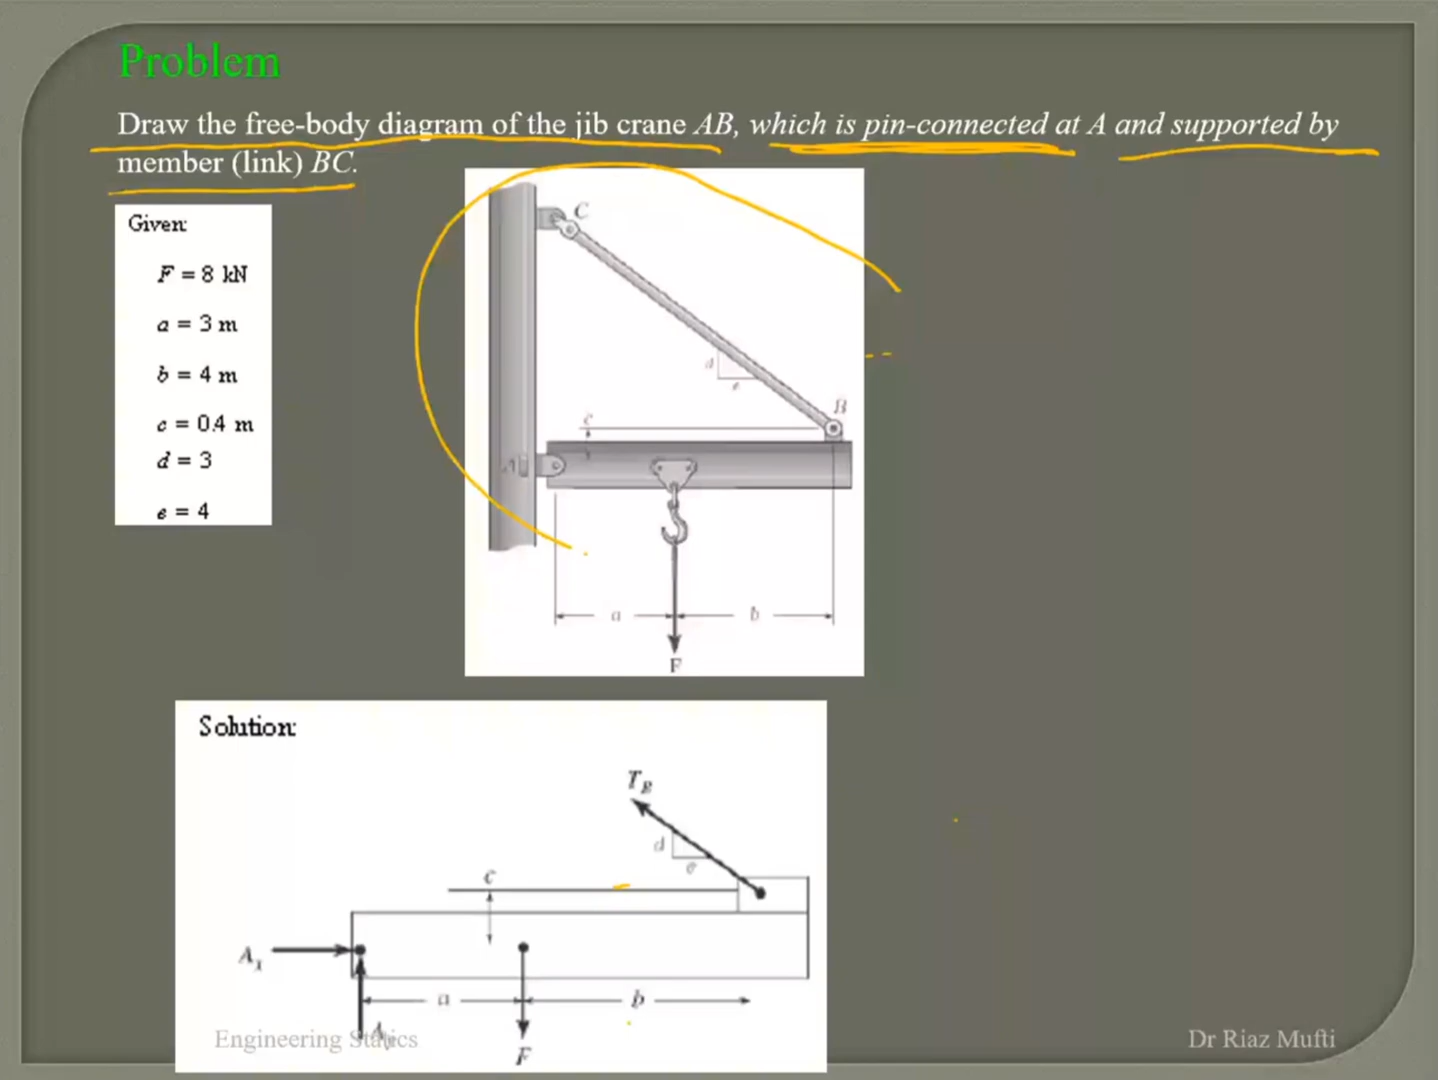 Problem
Draw the free-body diagram of the jib crane AB, which is pin-connected at A and supported by
member (link) BC.
Given:
F = 8 kN
a = 3 m
b = 4 m
c = 0.4 m
d = 3
e = 4
C
d
e
B
c
A
a
b
F
Solution:
T_B
d
e
c
A_x
a
b
A_y
F
Engineering Statics
Dr Riaz Mufti